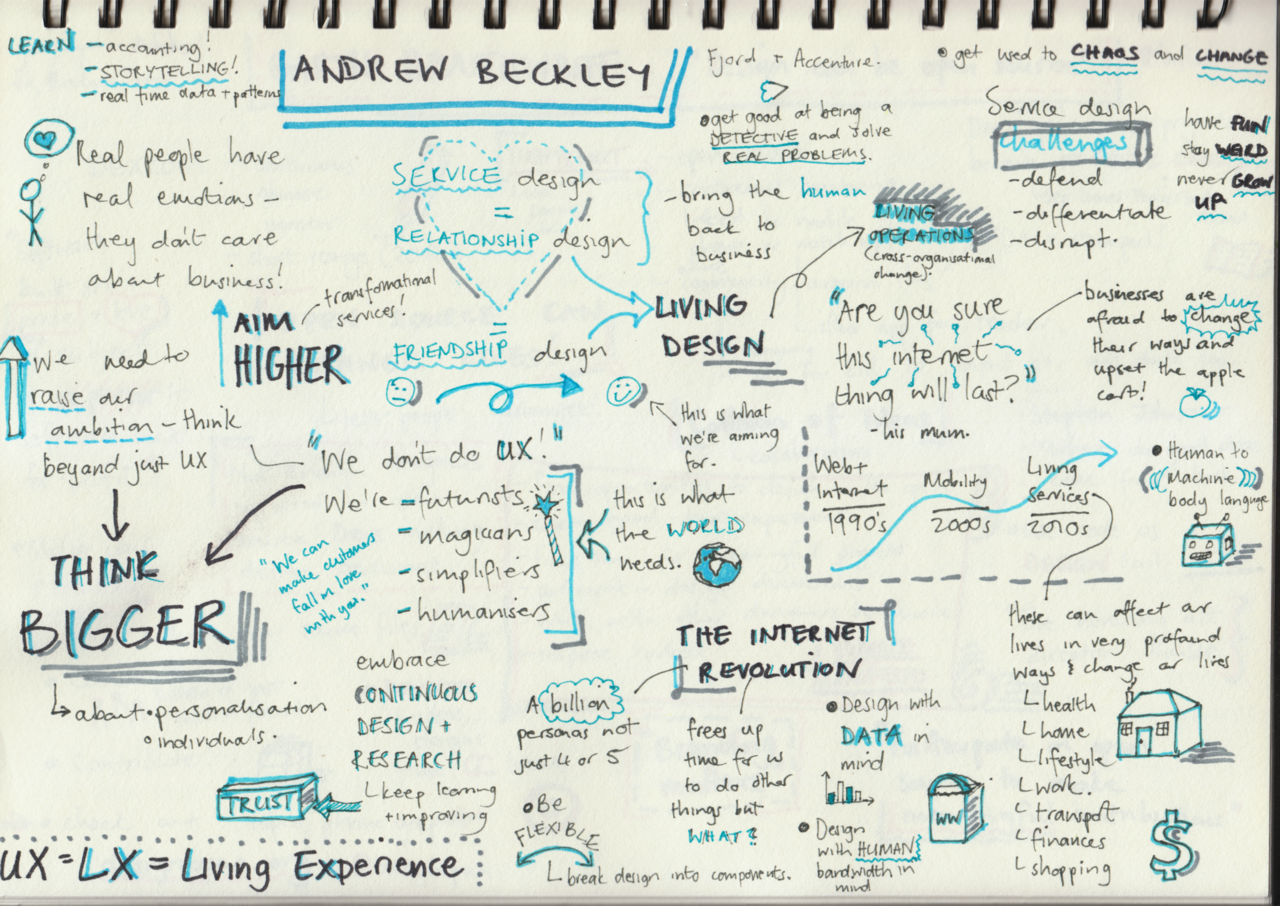 LEARN – accounting!
– STORYTELLING!
– real time data + patterns
ANDREW BECKLEY
Fjord + Accenture.
• get used to CHAOS and CHANGE
• get good at being a
DETECTIVE and solve
REAL PROBLEMS.
Service design
challenges
- defend
- differentiate
- disrupt.
have FUN
stay WEIRD
never GROW
UP
Real people have
real emotions –
they don't care
about business!
SERVICE design
=
RELATIONSHIP design
=
FRIENDSHIP design
- bring the human
back to
business
LIVING
OPERATIONS
(cross-organisational
change).
transformational
services!
AIM
HIGHER
LIVING
DESIGN
"Are you sure
this internet
thing will last?"
- his mum.
businesses are
afraid to change
their ways and
upset the apple
cart!
We need to
raise our
ambition – think
beyond just UX
this is what
we're aiming
for.
"We don't do UX!"
We're – futurists
– magicians
– simplifiers
– humanisers
"We can
make customers
fall in love
with you."
this is what
the WORLD
needs.
Web +
Internet
1990's
Mobility
2000s
Living
Services
2010s
• Human to
Machine
body language
THINK
BIGGER
about • personalisation
• individuals.
THE INTERNET
REVOLUTION
these can affect our
lives in very profound
ways & change our lives
health
home
lifestyle
work.
transport
finances
shopping
embrace
CONTINUOUS
DESIGN +
RESEARCH
keep learning
+ improving
TRUST
A billion
personas not
just 4 or 5
frees up
time for us
to do other
things but
WHAT?
• Design with
DATA in
mind
WW
• Be
FLEXIBLE
break design into components.
• Design
with HUMAN
bandwidth in
mind
UX = LX = Living Experience